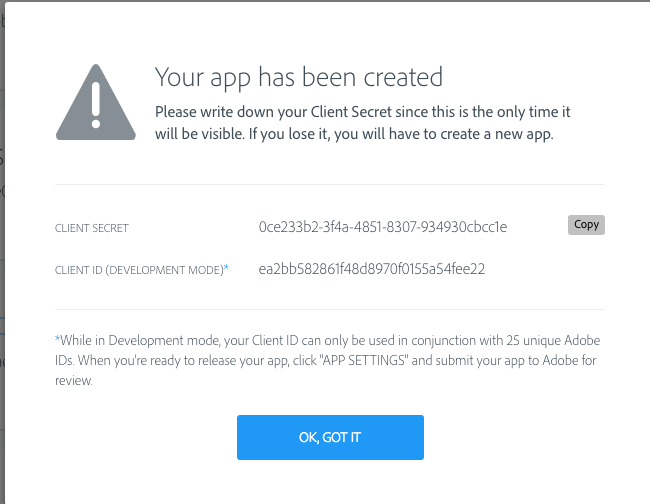 Your app has been created
Please write down your Client Secret since this is the only time it
will be visible. If you lose it, you will have to create a new app.
CLIENT SECRET 0ce233b2-3f4a-4851-8307-934930cbcc1e Copy
CLIENT ID (DEVELOPMENT MODE)* ea2bb582861f48d8970f0155a54fee22
*While in Development mode, your Client ID can only be used in conjunction with 25 unique Adobe
IDs. When you're ready to release your app, click "APP SETTINGS" and submit your app to Adobe for
review.
OK, GOT IT